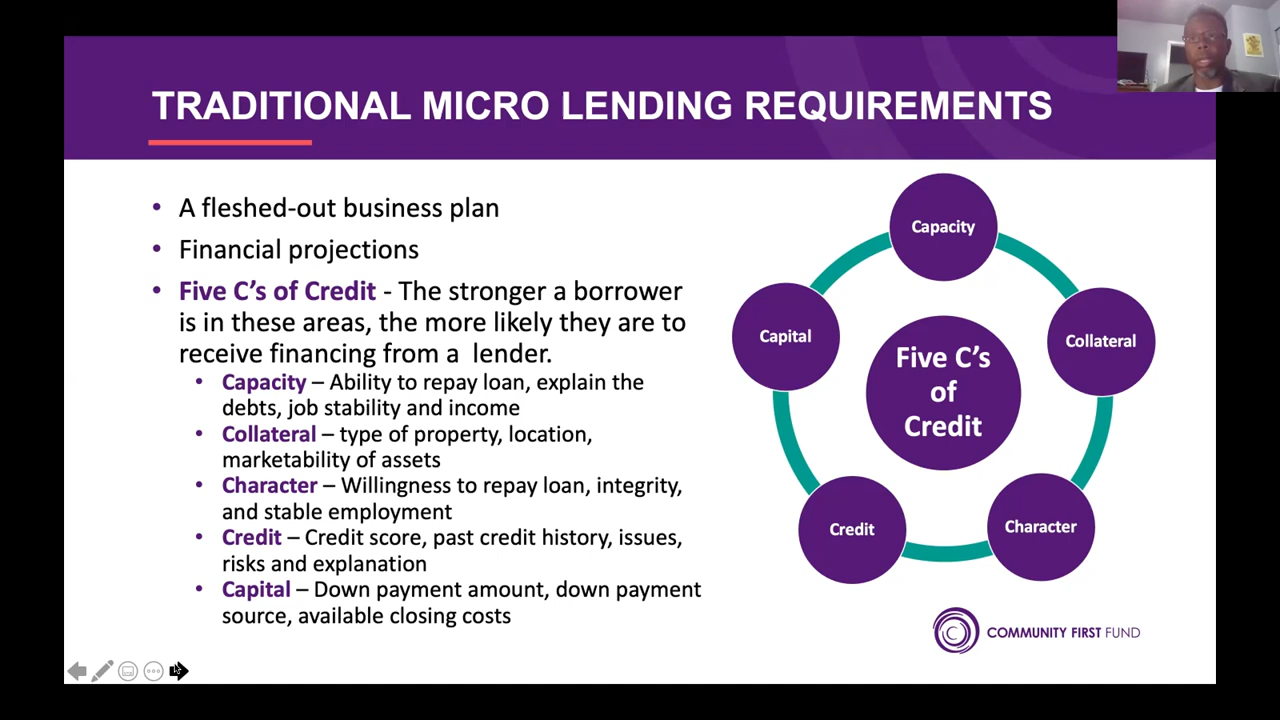 TRADITIONAL MICRO LENDING REQUIREMENTS
• A fleshed-out business plan
• Financial projections
• Five C’s of Credit - The stronger a borrower
is in these areas, the more likely they are to
receive financing from a lender.
• Capacity – Ability to repay loan, explain the
debts, job stability and income
• Collateral – type of property, location,
marketability of assets
• Character – Willingness to repay loan, integrity,
and stable employment
• Credit – Credit score, past credit history, issues,
risks and explanation
• Capital – Down payment amount, down payment
source, available closing costs
Capacity
Collateral
Character
Credit
Capital
Five C’s
of
Credit
C
COMMUNITY FIRST FUND